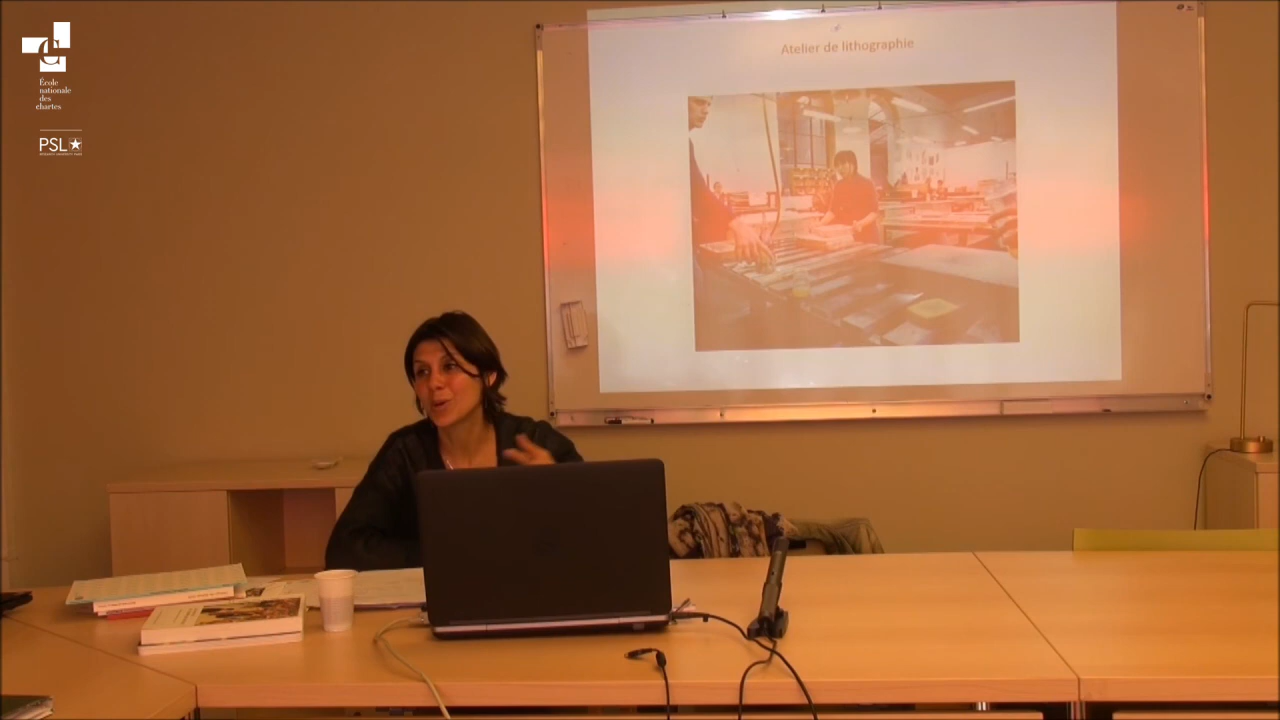 École
nationale
des
chartes
PSL
Atelier de lithographie